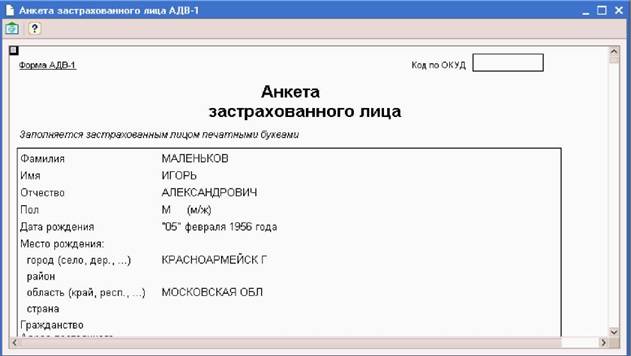 Анкета застрахованного лица АДВ-1
Форма АДВ-1
Код по ОКУД
Анкета
застрахованного лица
Заполняется застрахованным лицом печатными буквами
Фамилия МАЛЕНЬКОВ
Имя ИГОРЬ
Отчество АЛЕКСАНДРОВИЧ
Пол М (м/ж)
Дата рождения "05" февраля 1956 года
Место рождения:
город (село, дер., ...) КРАСНОАРМЕЙСК Г
район
область (край, респ., ...) МОСКОВСКАЯ ОБЛ
страна
Гражданство